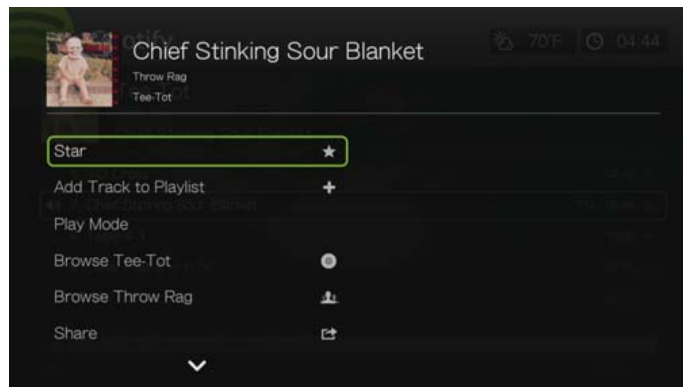 Spotify
Chief Stinking Sour Blanket
70°F
04:44
Throw Rag
Tee-Tot
Star
Add Track to Playlist
Play Mode
Browse Tee-Tot
Browse Throw Rag
Share